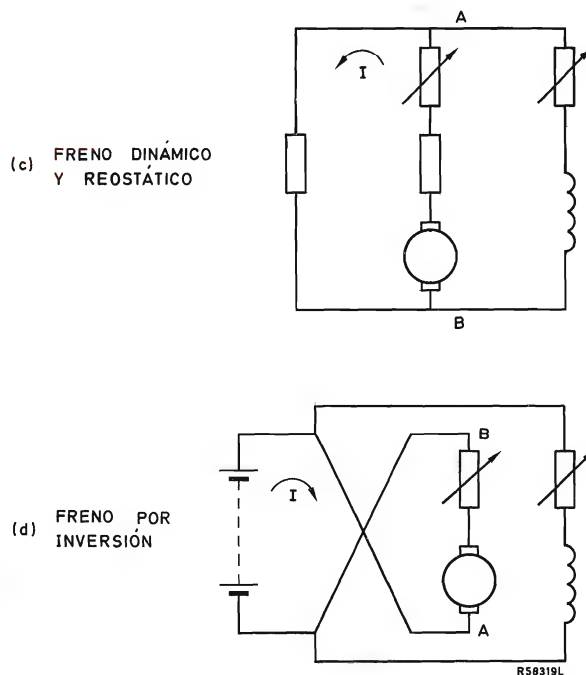 A
I
(c) FRENO DINÁMICO
Y REOSTÁTICO
B
B
I
(d) FRENO POR
INVERSIÓN
A
R58319L